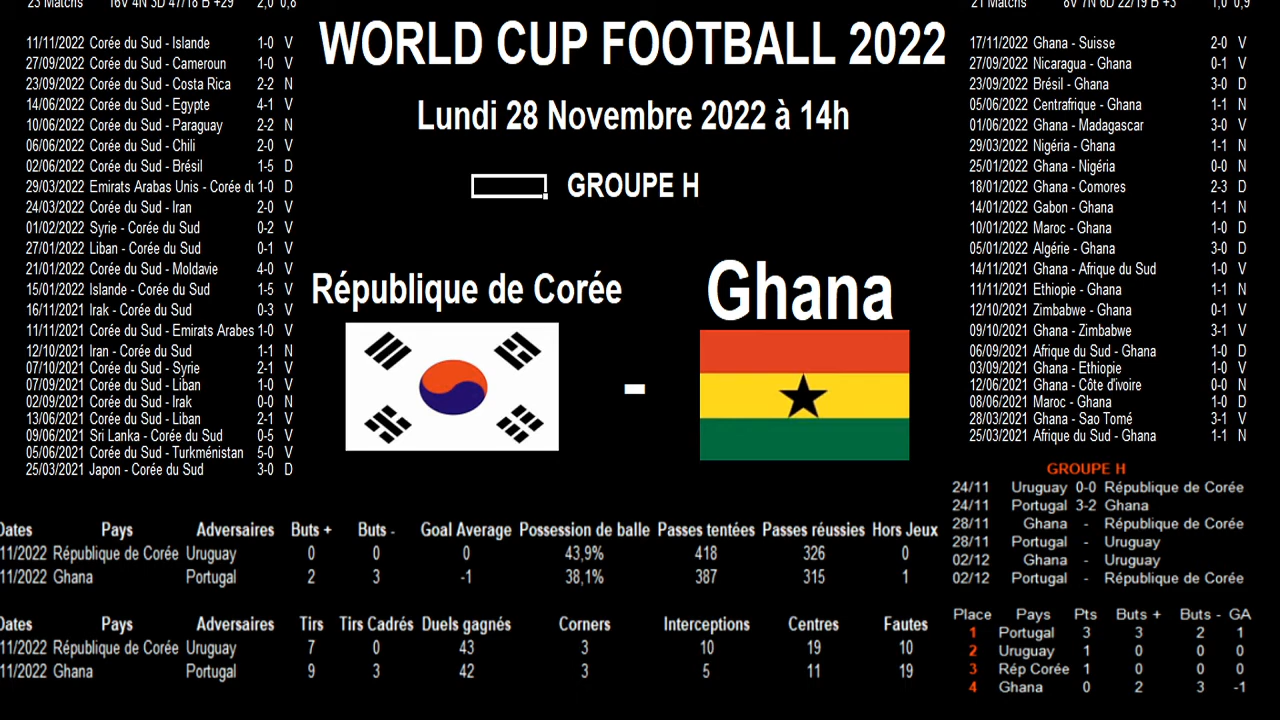 23 Matchs 16V 4N 3D 47/18 B +29 2,0 0,8
11/11/2022 Corée du Sud - Islande 1-0 V
27/09/2022 Corée du Sud - Cameroun 1-0 V
23/09/2022 Corée du Sud - Costa Rica 2-2 N
14/06/2022 Corée du Sud - Egypte 4-1 V
10/06/2022 Corée du Sud - Paraguay 2-2 N
06/06/2022 Corée du Sud - Chili 2-0 V
02/06/2022 Corée du Sud - Brésil 1-5 D
29/03/2022 Emirats Arabas Unis - Corée du 1-0 D
24/03/2022 Corée du Sud - Iran 2-0 V
01/02/2022 Syrie - Corée du Sud 0-2 V
27/01/2022 Liban - Corée du Sud 0-1 V
21/01/2022 Corée du Sud - Moldavie 4-0 V
15/01/2022 Islande - Corée du Sud 1-5 V
16/11/2021 Irak - Corée du Sud 0-3 V
11/11/2021 Corée du Sud - Emirats Arabes 1-0 V
12/10/2021 Iran - Corée du Sud 1-1 N
07/10/2021 Corée du Sud - Syrie 2-1 V
07/09/2021 Corée du Sud - Liban 1-0 V
02/09/2021 Corée du Sud - Irak 0-0 N
13/06/2021 Corée du Sud - Liban 2-1 V
09/06/2021 Sri Lanka - Corée du Sud 0-5 V
05/06/2021 Corée du Sud - Turkménistan 5-0 V
25/03/2021 Japon - Corée du Sud 3-0 D
WORLD CUP FOOTBALL 2022
Lundi 28 Novembre 2022 à 14h
GROUPE H
République de Corée - Ghana
21 Matchs 8V 7N 6D 22/19 B +3 1,0 0,9
17/11/2022 Ghana - Suisse 2-0 V
27/09/2022 Nicaragua - Ghana 0-1 V
23/09/2022 Brésil - Ghana 3-0 D
05/06/2022 Centrafrique - Ghana 1-1 N
01/06/2022 Ghana - Madagascar 3-0 V
29/03/2022 Nigéria - Ghana 1-1 N
25/01/2022 Ghana - Nigéria 0-0 N
18/01/2022 Ghana - Comores 2-3 D
14/01/2022 Gabon - Ghana 1-1 N
10/01/2022 Maroc - Ghana 1-0 D
05/01/2022 Algérie - Ghana 3-0 D
14/11/2021 Ghana - Afrique du Sud 1-0 V
11/11/2021 Ethiopie - Ghana 1-1 N
12/10/2021 Zimbabwe - Ghana 0-1 V
09/10/2021 Ghana - Zimbabwe 3-1 V
06/09/2021 Afrique du Sud - Ghana 1-0 D
03/09/2021 Ghana - Ethiopie 1-0 V
12/06/2021 Ghana - Côte d'ivoire 0-0 N
08/06/2021 Maroc - Ghana 1-0 D
28/03/2021 Ghana - Sao Tomé 3-1 V
25/03/2021 Afrique du Sud - Ghana 1-1 N
GROUPE H
24/11 Uruguay 0-0 République de Corée
24/11 Portugal 3-2 Ghana
28/11 Ghana - République de Corée
28/11 Portugal - Uruguay
02/12 Ghana - Uruguay
02/12 Portugal - République de Corée
Place Pays Pts Buts + Buts - GA
1 Portugal 3 3 2 1
2 Uruguay 1 0 0 0
3 Rép Corée 1 0 0 0
4 Ghana 0 2 3 -1
Dates Pays Adversaires Buts + Buts - Goal Average Possession de balle Passes tentées Passes réussies Hors Jeux
11/2022 République de Corée Uruguay 0 0 0 43,9% 418 326 0
11/2022 Ghana Portugal 2 3 -1 38,1% 387 315 1
Dates Pays Adversaires Tirs Tirs Cadrés Duels gagnés Corners Interceptions Centres Fautes
11/2022 République de Corée Uruguay 7 0 43 3 10 19 10
11/2022 Ghana Portugal 9 3 42 3 5 11 19